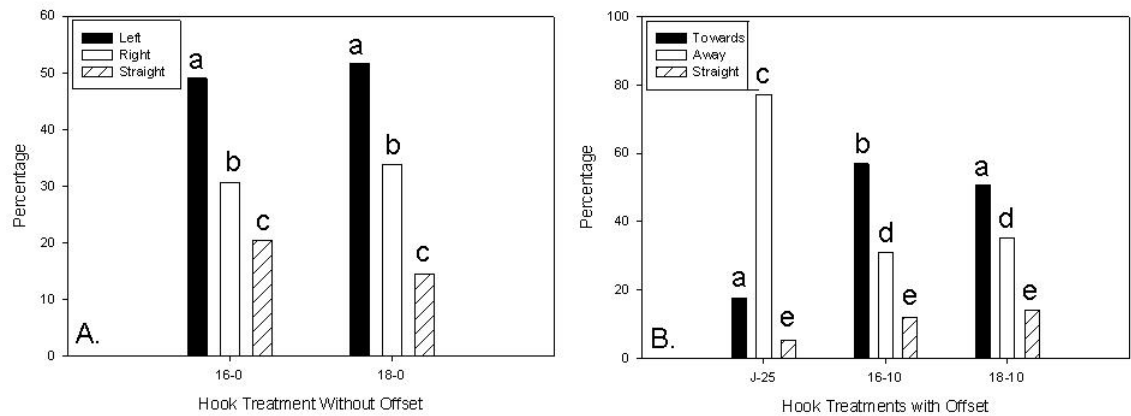 60
50
40
30
20
10
0
Percentage
Left
Right
Straight
a
b
c
a
b
c
A.
16-0
18-0
Hook Treatment Without Offset
100
80
60
40
20
0
Percentage
Towards
Away
Straight
a
c
e
b
d
e
a
d
e
B.
J-25
16-10
18-10
Hook Treatments with Offset